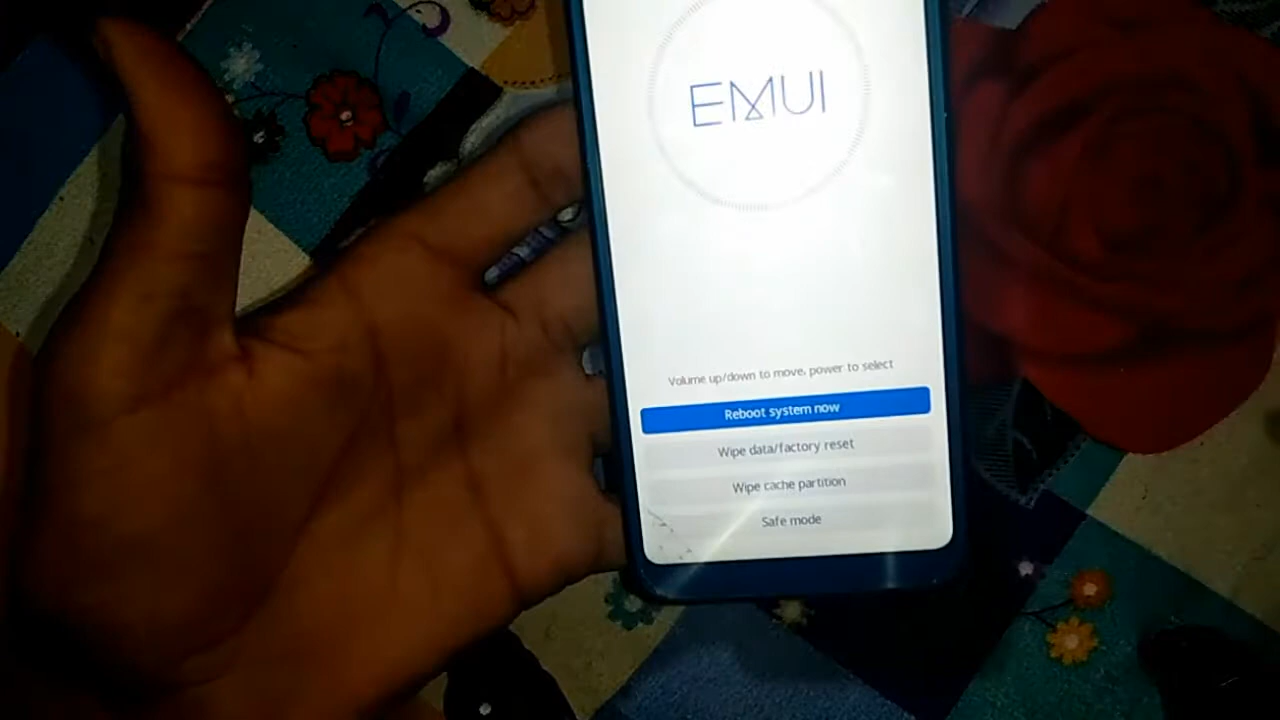 EMUI
Volume up/down to move, power to select
Reboot system now
Wipe data/factory reset
Wipe cache partition
Safe mode